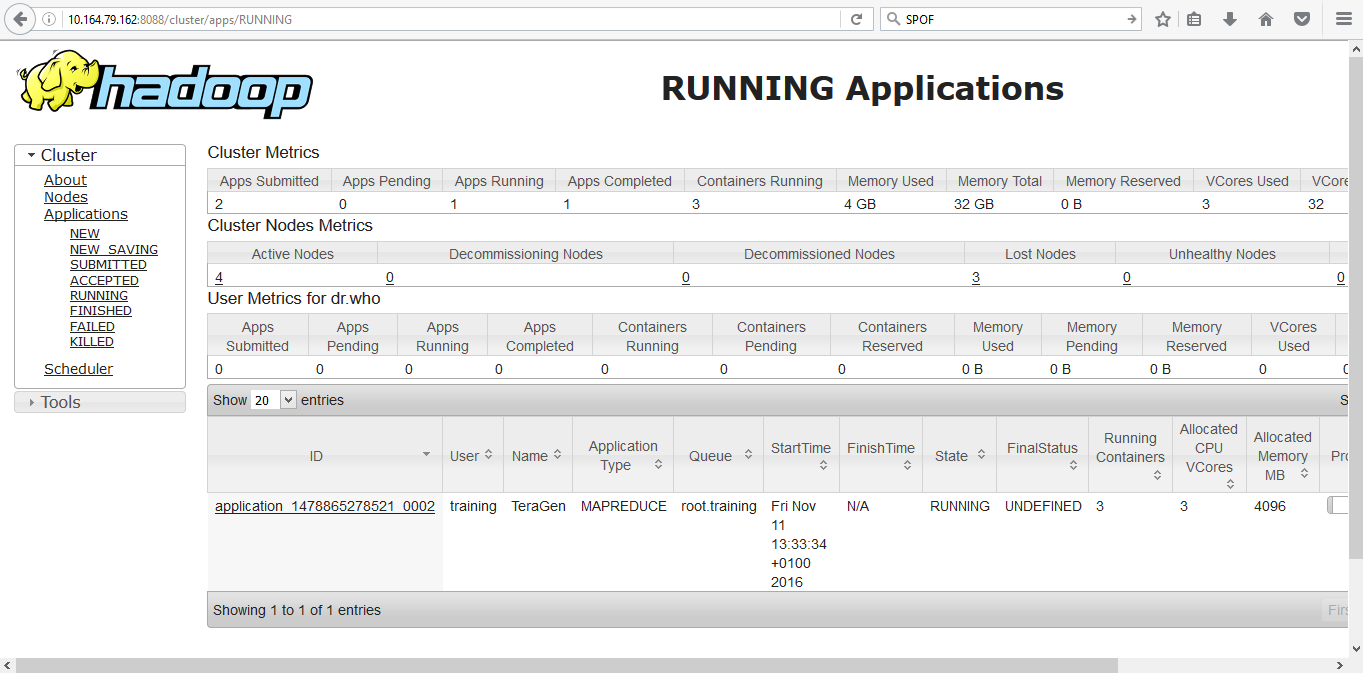 10.164.79.162:8088/cluster/apps/RUNNING SPOF
hadoop
RUNNING Applications
Cluster
About
Nodes
Applications
NEW
NEW_SAVING
SUBMITTED
ACCEPTED
RUNNING
FINISHED
FAILED
KILLED
Scheduler
Tools
Cluster Metrics
Apps Submitted Apps Pending Apps Running Apps Completed Containers Running Memory Used Memory Total Memory Reserved VCores Used VCore
2 0 1 1 3 4 GB 32 GB 0 B 3 32
Cluster Nodes Metrics
Active Nodes Decommissioning Nodes Decommissioned Nodes Lost Nodes Unhealthy Nodes
4 0 0 3 0 0
User Metrics for dr.who
Apps Submitted Apps Pending Apps Running Apps Completed Containers Running Containers Pending Containers Reserved Memory Used Memory Pending Memory Reserved VCores Used
0 0 0 0 0 0 0 0 B 0 B 0 B 0 0
Show 20 entries S
ID User Name Application Type Queue StartTime FinishTime State FinalStatus Running Containers Allocated CPU VCores Allocated Memory MB Pro
application_1478865278521_0002 training TeraGen MAPREDUCE root.training Fri Nov N/A RUNNING UNDEFINED 3 3 4096
11
13:33:34
+0100
2016
Showing 1 to 1 of 1 entries Firs